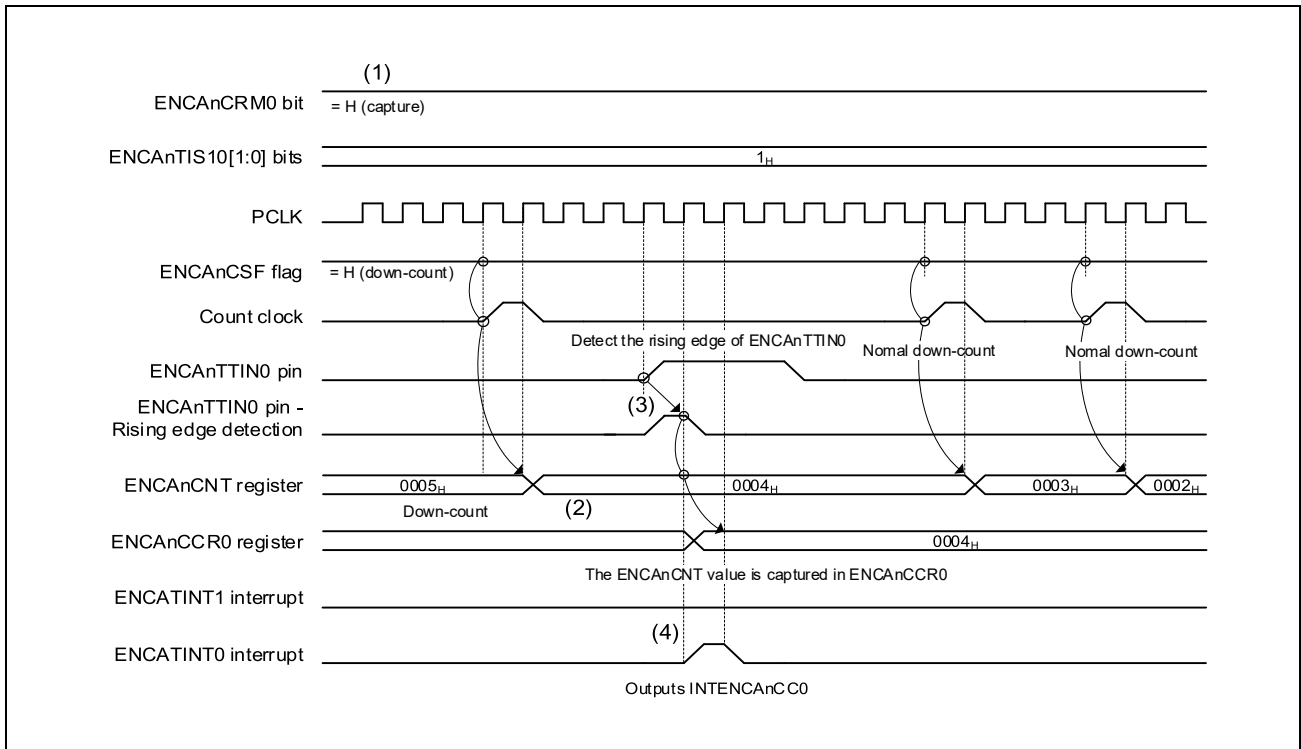 (1)
ENCAnCRM0 bit
= H (capture)
ENCAnTIS10[1:0] bits
1H
PCLK
ENCAnCSF flag
= H (down-count)
Count clock
Detect the rising edge of ENCAnTTIN0
Nomal down-count
Nomal down-count
ENCAnTTIN0 pin
(3)
ENCAnTTIN0 pin -
Rising edge detection
ENCAnCNT register
0005H
0004H
0003H
0002H
Down-count
(2)
ENCAnCCR0 register
0004H
The ENCAnCNT value is captured in ENCAnCCR0
ENCATINT1 interrupt
(4)
ENCATINT0 interrupt
Outputs INTENCAnCC0